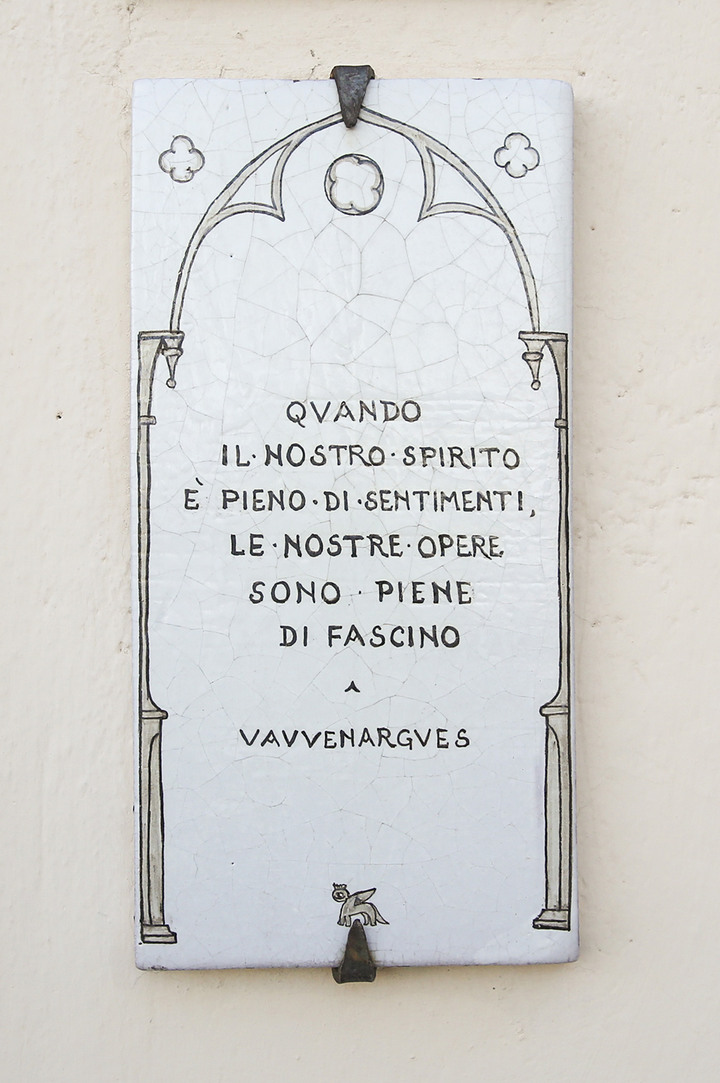 QVANDO
IL·NOSTRO·SPIRITO
È PIENO·DI·SENTIMENTI,
LE·NOSTRE·OPERE
SONO · PIENE
DI FASCINO
VAVVENARGVES